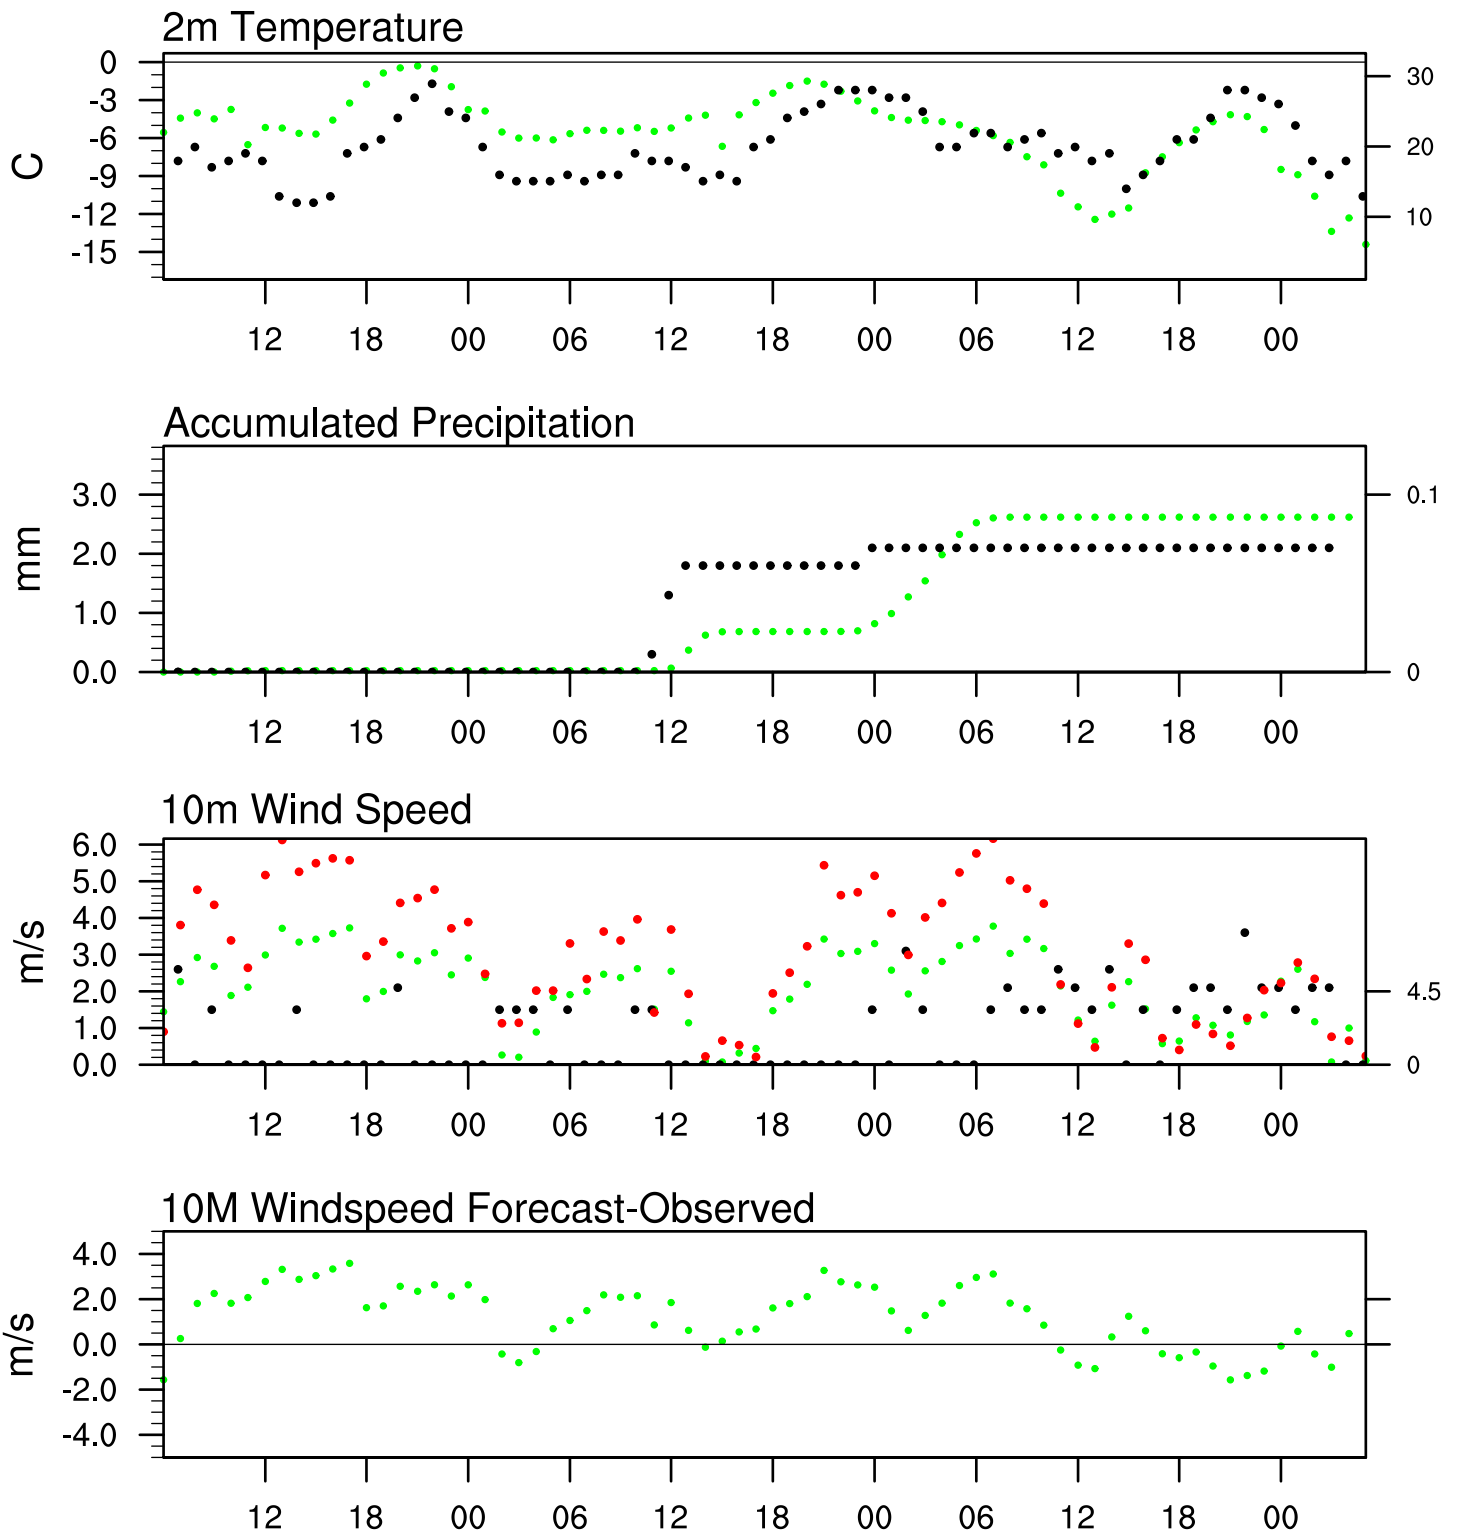 2m Temperature
0
-3
-6
-9
-12
-15
C
30
20
10
12 18 00 06 12 18 00 06 12 18 00
Accumulated Precipitation
3.0
2.0
1.0
0.0
mm
0.1
0
12 18 00 06 12 18 00 06 12 18 00
10m Wind Speed
6.0
5.0
4.0
3.0
2.0
1.0
0.0
m/s
4.5
0
12 18 00 06 12 18 00 06 12 18 00
10M Windspeed Forecast-Observed
4.0
2.0
0.0
-2.0
-4.0
m/s
12 18 00 06 12 18 00 06 12 18 00